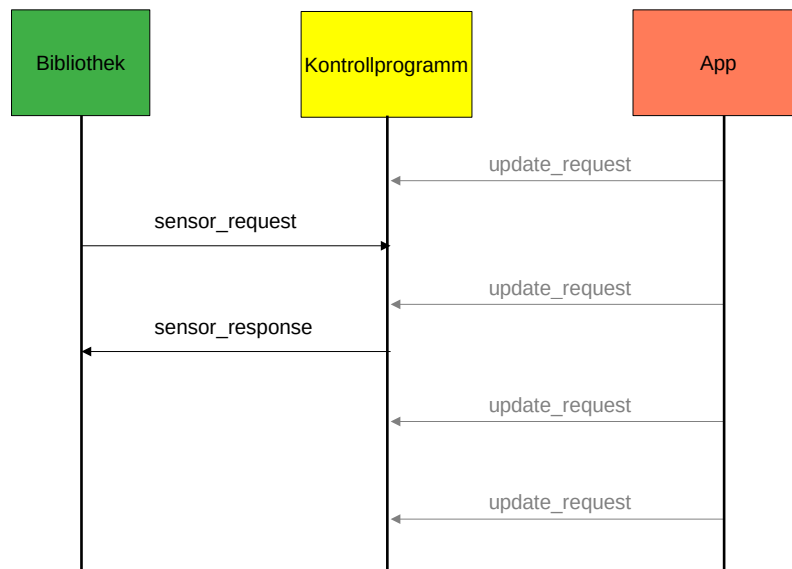 Bibliothek
Kontrollprogramm
App
update_request
sensor_request
update_request
sensor_response
update_request
update_request